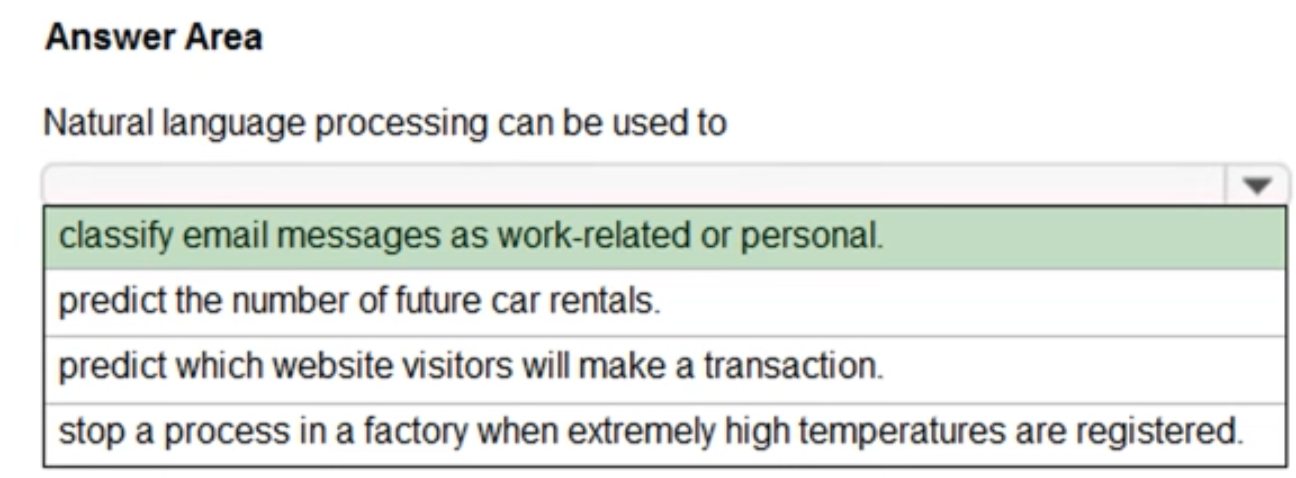 Answer Area
Natural language processing can be used to
classify email messages as work-related or personal.
predict the number of future car rentals.
predict which website visitors will make a transaction.
stop a process in a factory when extremely high temperatures are registered.